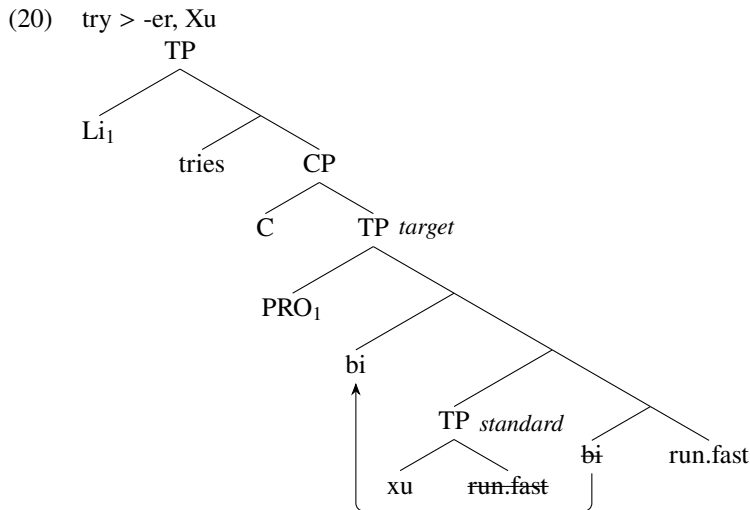 (20) try > -er, Xu
TP
Li₁
tries CP
C TP target
PRO₁
bi
TP standard
bi run.fast
xu run.fast